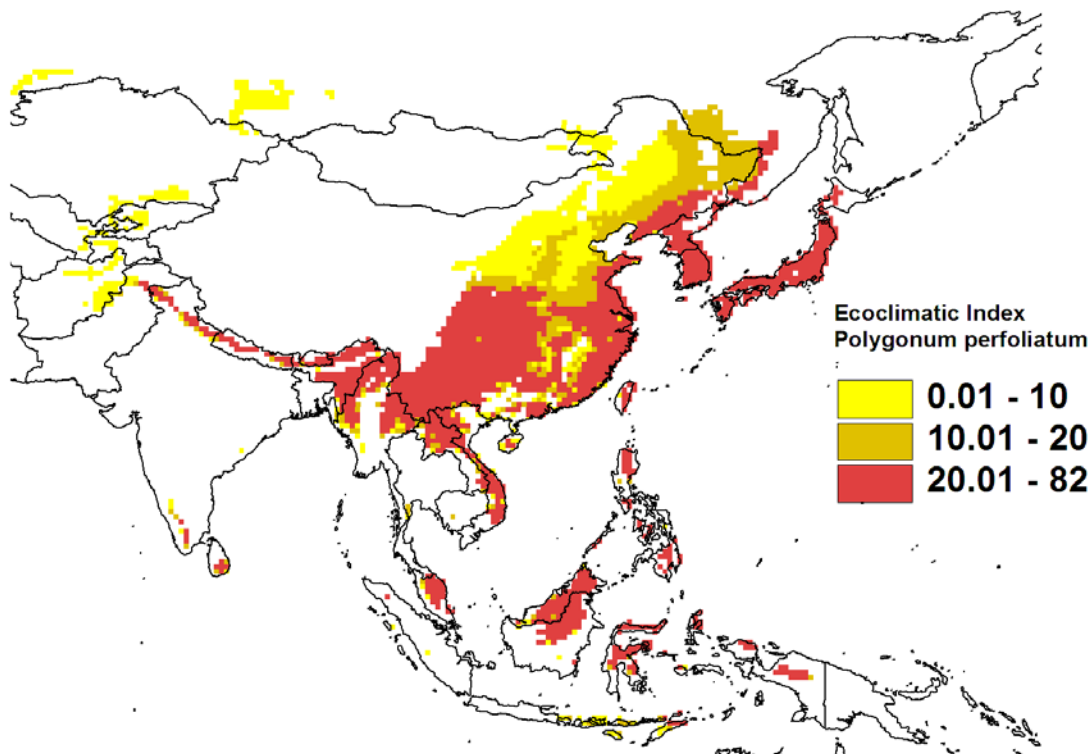 Ecoclimatic Index
Polygonum perfoliatum
0.01 - 10
10.01 - 20
20.01 - 82